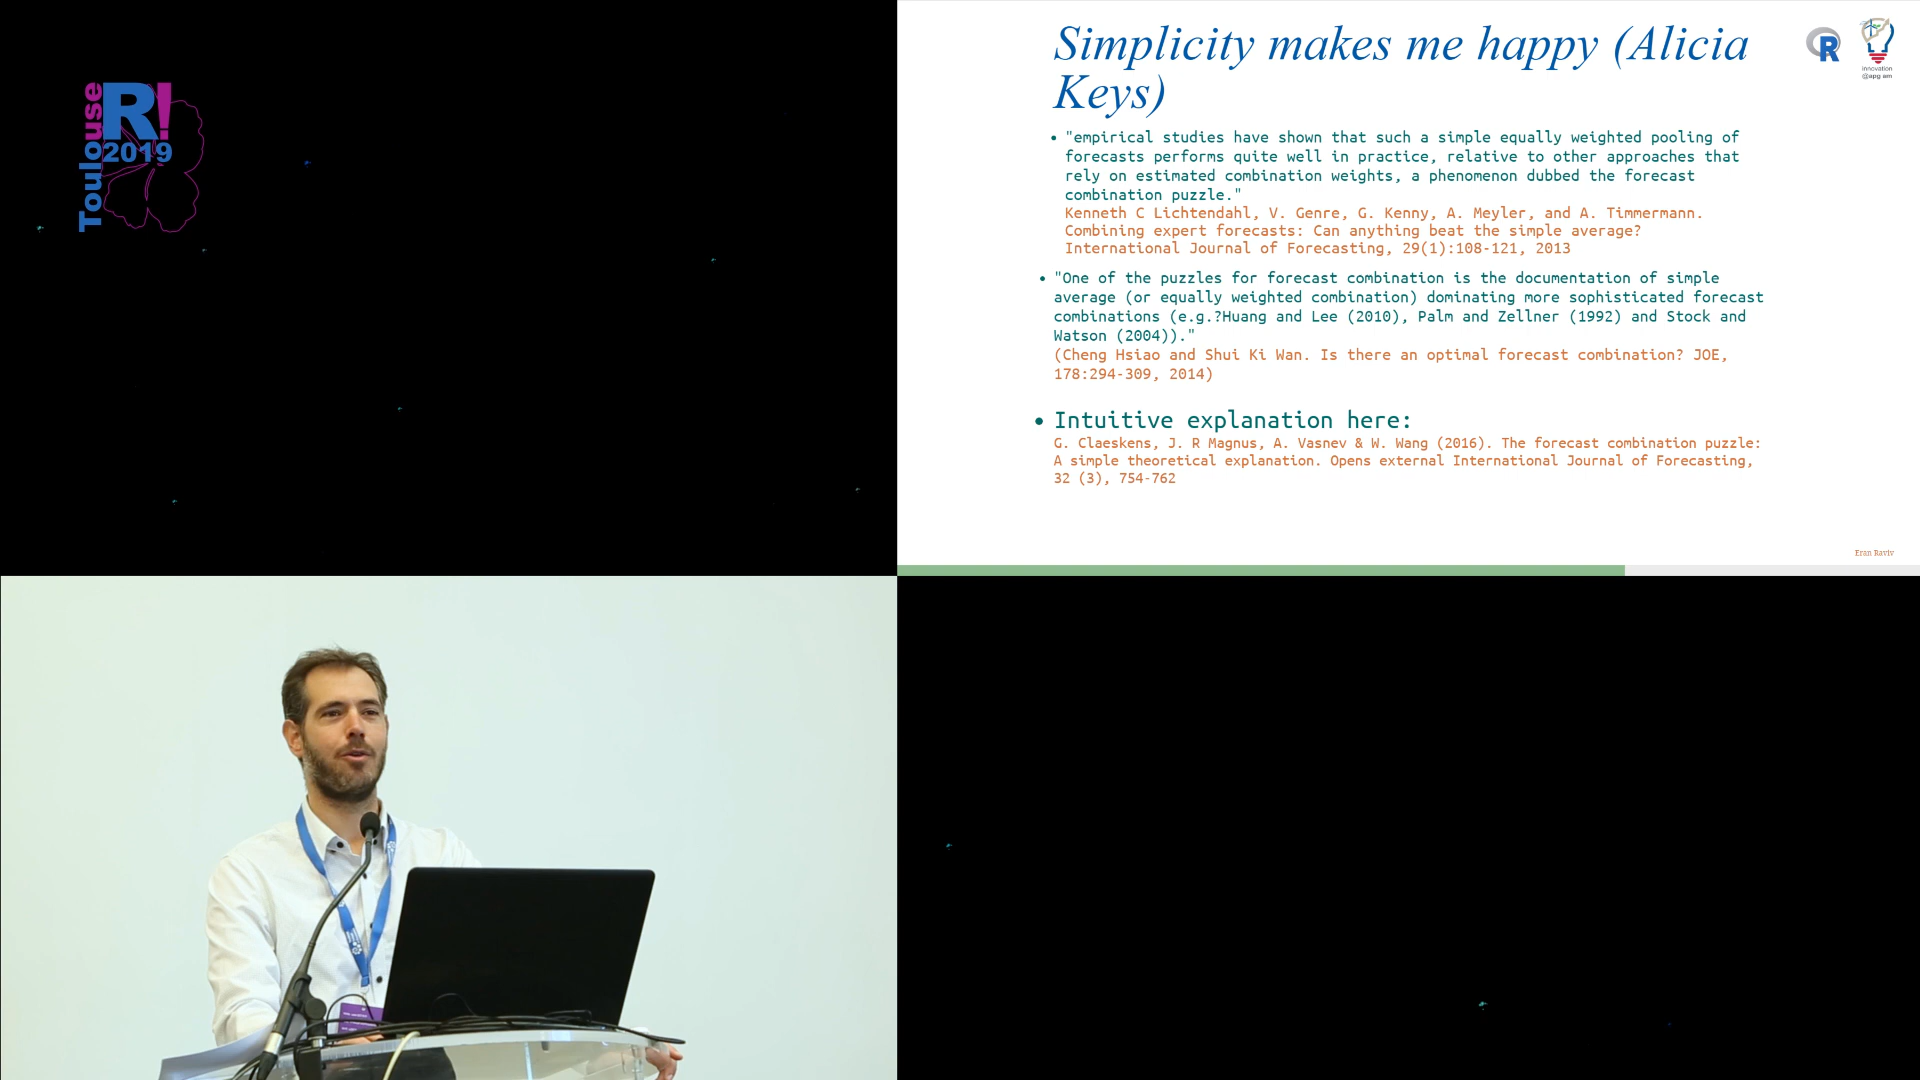 Toulouse
R!
2019
Simplicity makes me happy (Alicia
Keys)
R
innovation
@apg am
• "empirical studies have shown that such a simple equally weighted pooling of
forecasts performs quite well in practice, relative to other approaches that
rely on estimated combination weights, a phenomenon dubbed the forecast
combination puzzle."
Kenneth C Lichtendahl, V. Genre, G. Kenny, A. Meyler, and A. Timmermann.
Combining expert forecasts: Can anything beat the simple average?
International Journal of Forecasting, 29(1):108-121, 2013
• "One of the puzzles for forecast combination is the documentation of simple
average (or equally weighted combination) dominating more sophisticated forecast
combinations (e.g.?Huang and Lee (2010), Palm and Zellner (1992) and Stock and
Watson (2004))."
(Cheng Hsiao and Shui Ki Wan. Is there an optimal forecast combination? JOE,
178:294-309, 2014)
• Intuitive explanation here:
G. Claeskens, J. R Magnus, A. Vasnev & W. Wang (2016). The forecast combination puzzle:
A simple theoretical explanation. Opens external International Journal of Forecasting,
32 (3), 754-762
Eran Raviv